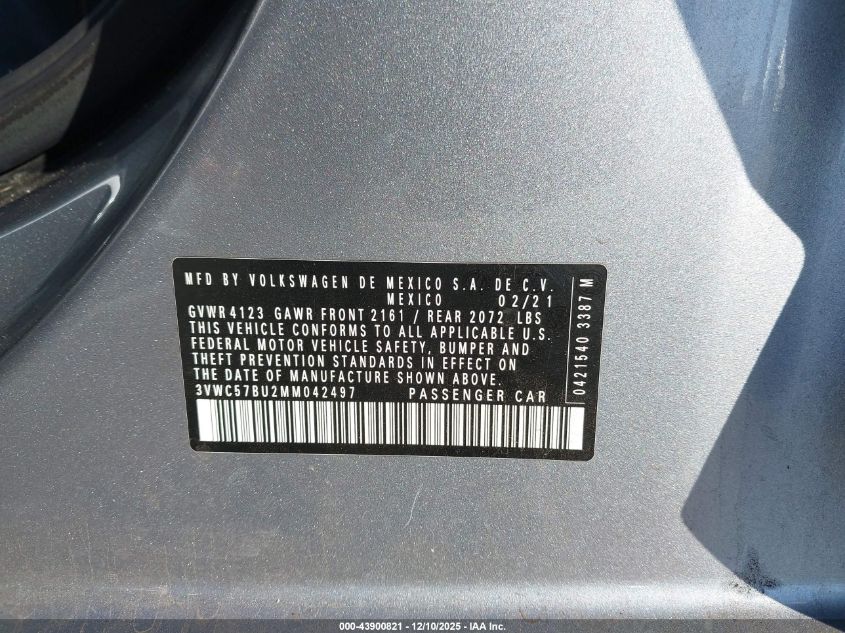 MFD BY VOLKSWAGEN DE MEXICO S.A. DE C.V.
MEXICO 02/21
GVWR 4123 GAWR FRONT 2161 / REAR 2072 LBS
THIS VEHICLE CONFORMS TO ALL APPLICABLE U.S.
FEDERAL MOTOR VEHICLE SAFETY, BUMPER AND
THEFT PREVENTION STANDARDS IN EFFECT ON
THE DATE OF MANUFACTURE SHOWN ABOVE.
3VWC57BU2MM042497 PASSENGER CAR
0421540 3387 M
000-43900821 - 12/10/2025 - IAA Inc.